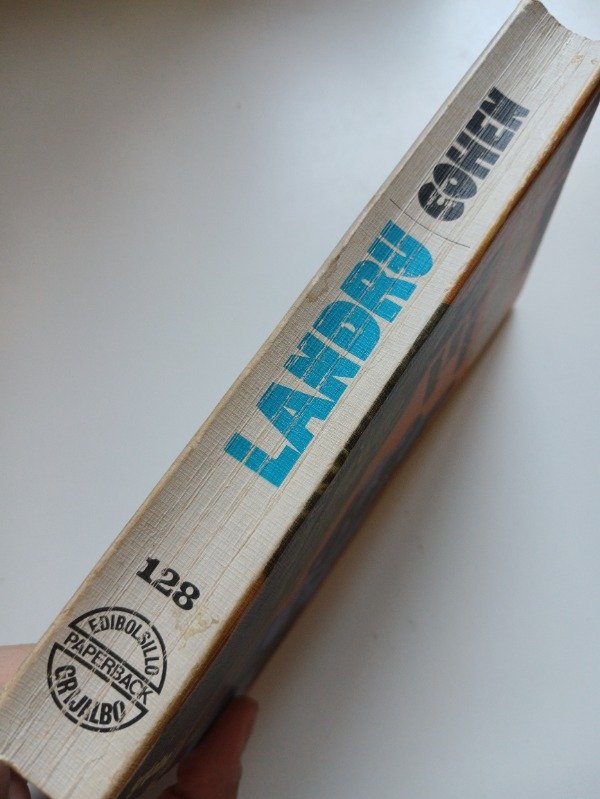 LANDRU
COHEN
128
EDIBOLSILLO
PAPERBACK
GRIJALBO